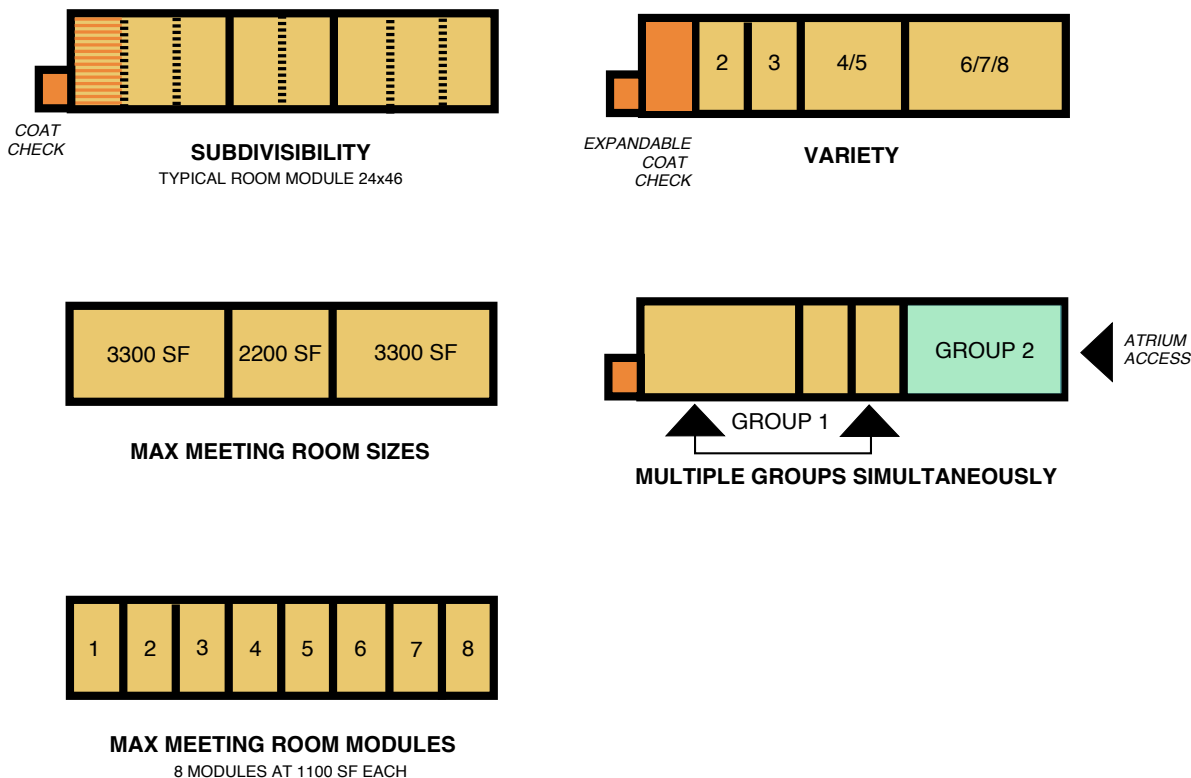 COAT
CHECK
SUBDIVISIBILITY
TYPICAL ROOM MODULE 24x46
2
3
4/5
6/7/8
EXPANDABLE
COAT
CHECK
VARIETY
3300 SF
2200 SF
3300 SF
MAX MEETING ROOM SIZES
GROUP 2
ATRIUM
ACCESS
GROUP 1
MULTIPLE GROUPS SIMULTANEOUSLY
1
2
3
4
5
6
7
8
MAX MEETING ROOM MODULES
8 MODULES AT 1100 SF EACH